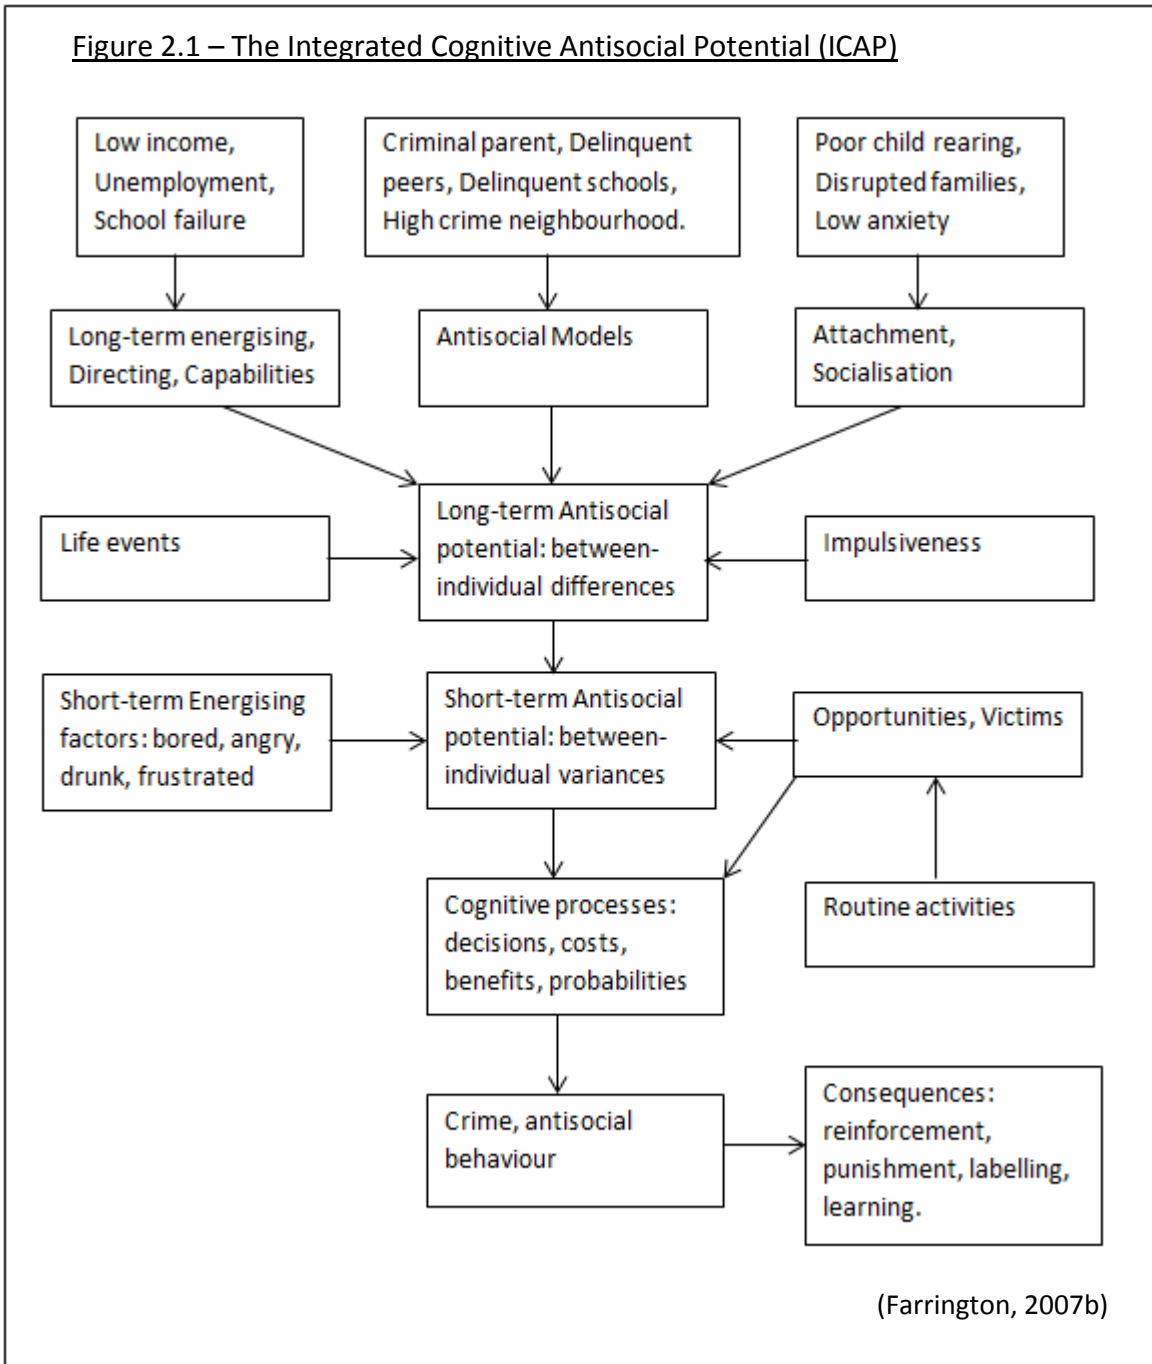 Figure 2.1 – The Integrated Cognitive Antisocial Potential (ICAP)
Low income,
Unemployment,
School failure
Criminal parent, Delinquent
peers, Delinquent schools,
High crime neighbourhood.
Poor child rearing,
Disrupted families,
Low anxiety
Long-term energising,
Directing, Capabilities
Antisocial Models
Attachment,
Socialisation
Life events
Long-term Antisocial
potential: between-
individual differences
Impulsiveness
Short-term Energising
factors: bored, angry,
drunk, frustrated
Short-term Antisocial
potential: between-
individual variances
Opportunities, Victims
Cognitive processes:
decisions, costs,
benefits, probabilities
Routine activities
Crime, antisocial
behaviour
Consequences:
reinforcement,
punishment, labelling,
learning.
(Farrington, 2007b)